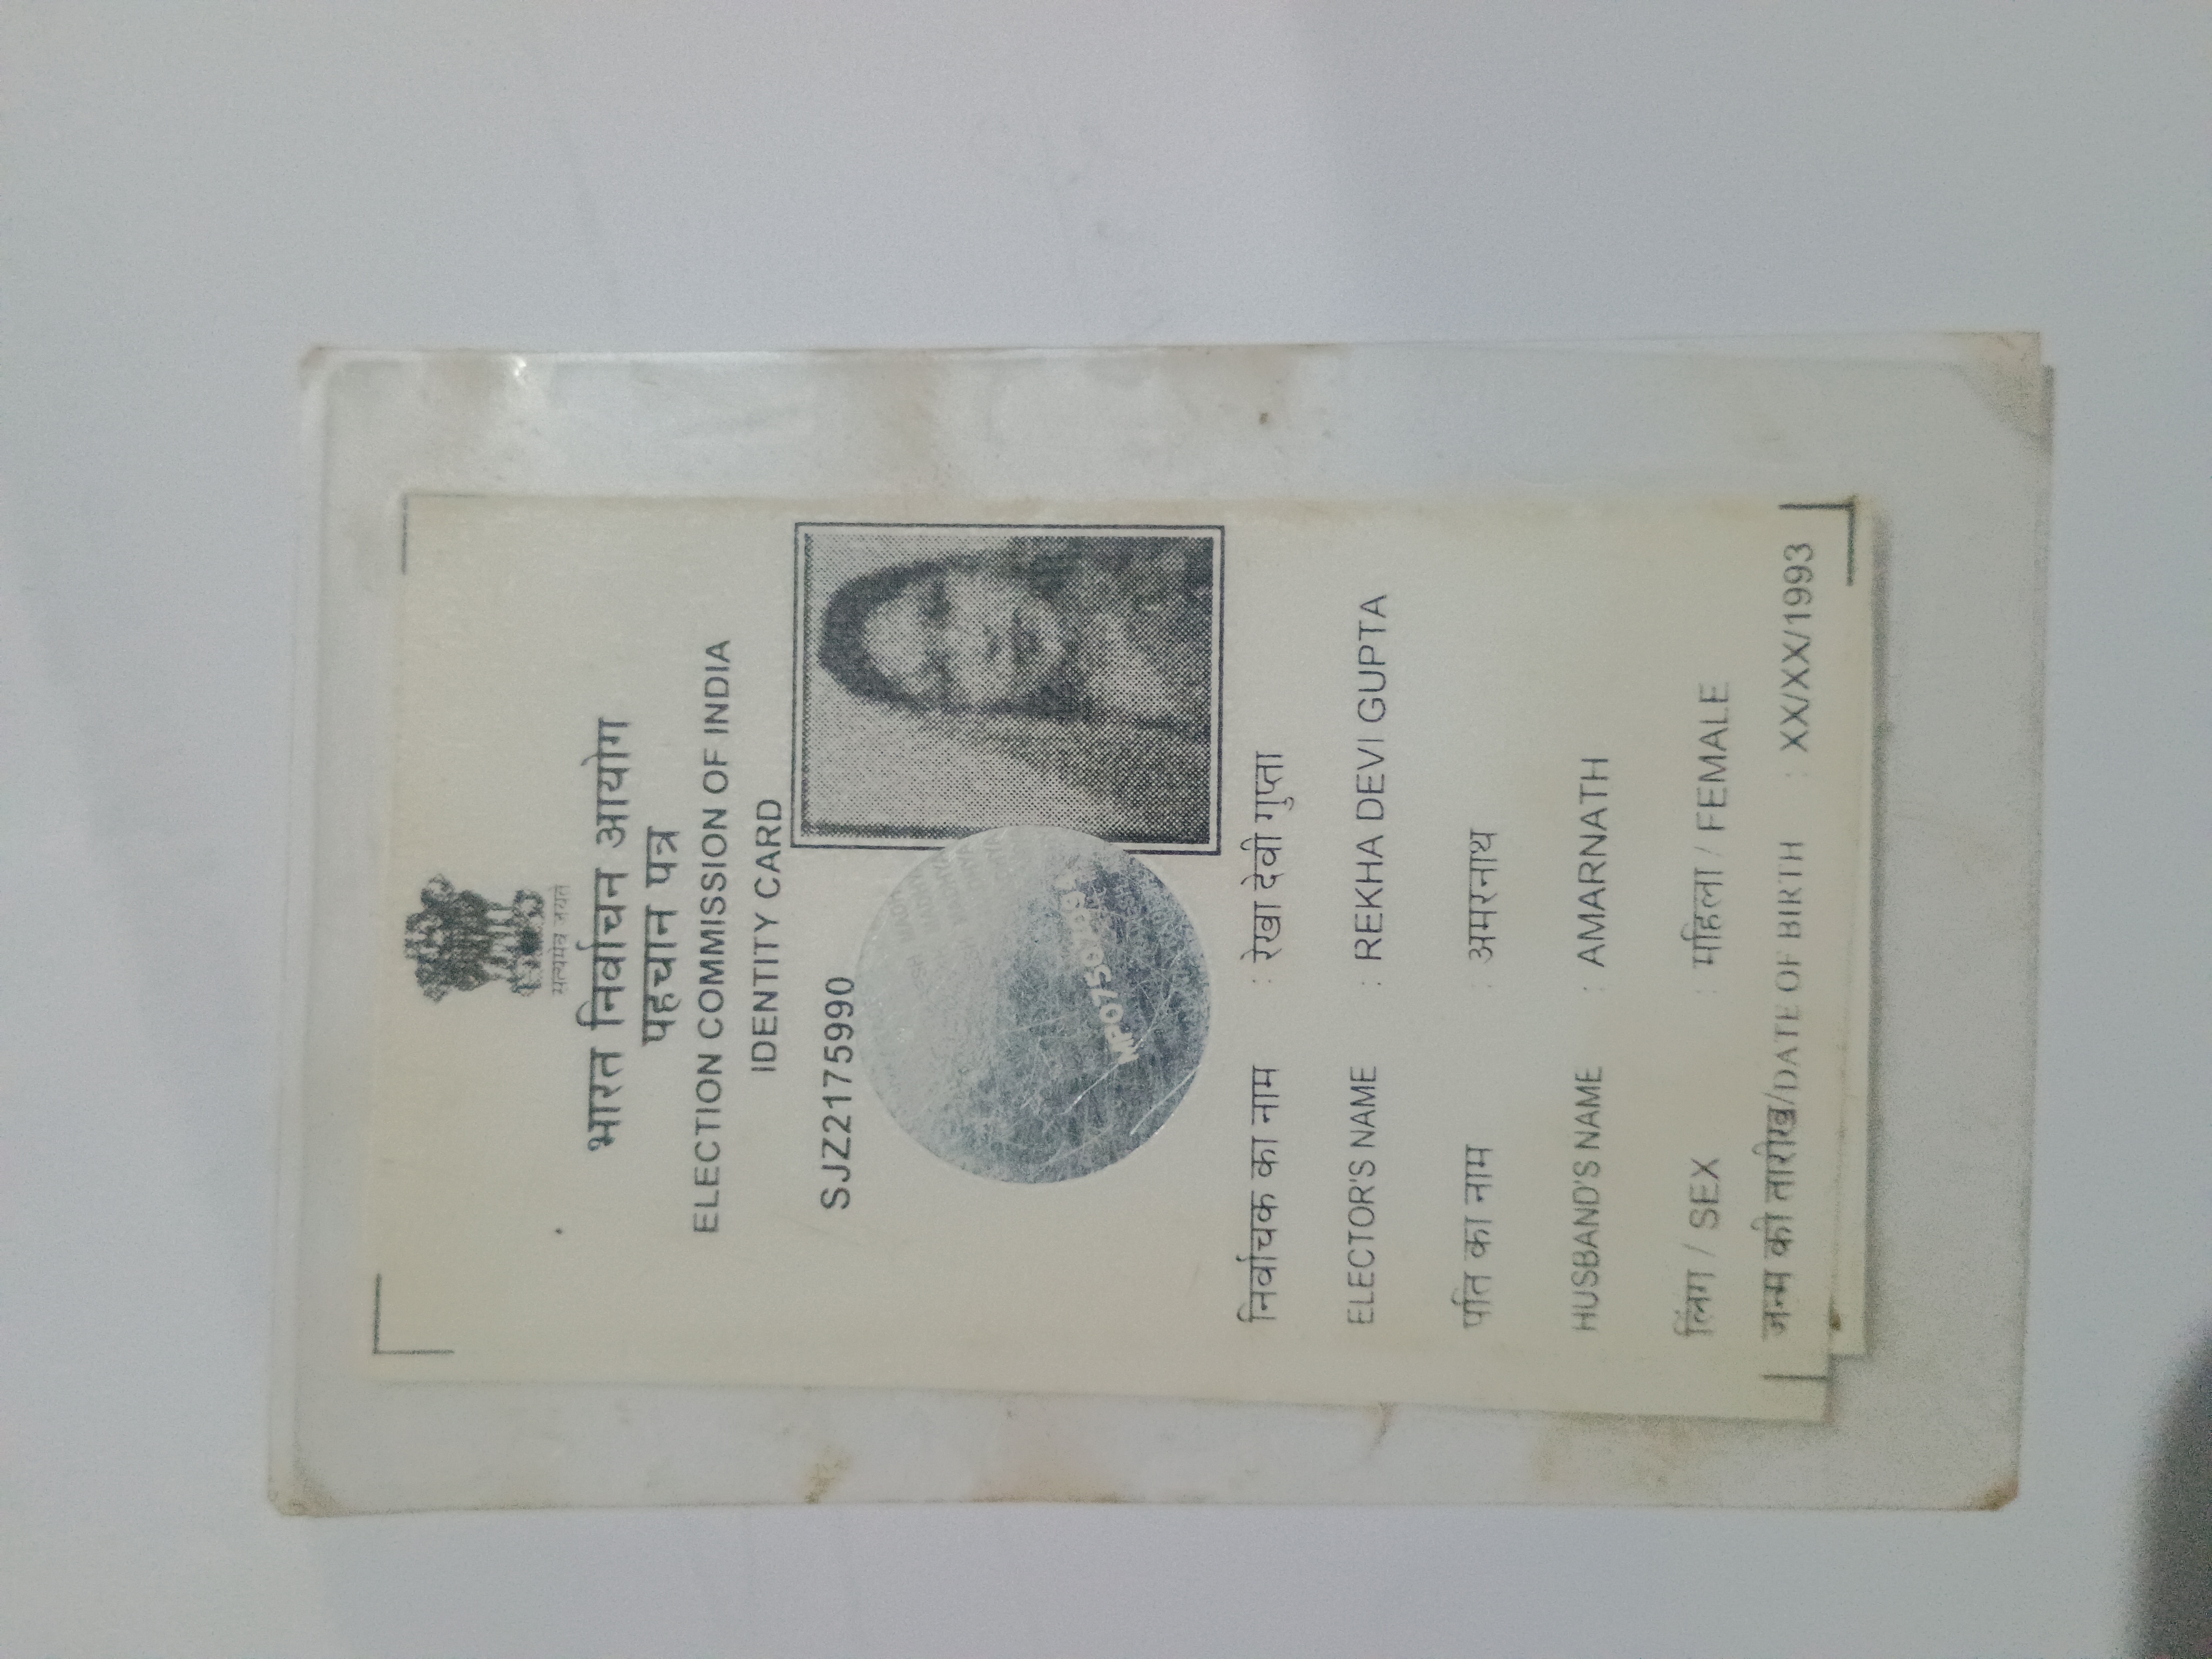 सत्यमेव जयते
भारत निर्वाचन आयोग
पहचान पत्र
ELECTION COMMISSION OF INDIA
IDENTITY CARD
SJZ2175990
निर्वाचक का नाम : रेखा देवी गुप्ता
ELECTOR'S NAME : REKHA DEVI GUPTA
पति का नाम : अमरनाथ
HUSBAND'S NAME : AMARNATH
लिंग / SEX : महिला / FEMALE
जन्म की तारीख/DATE OF BIRTH : XX/XX/1993